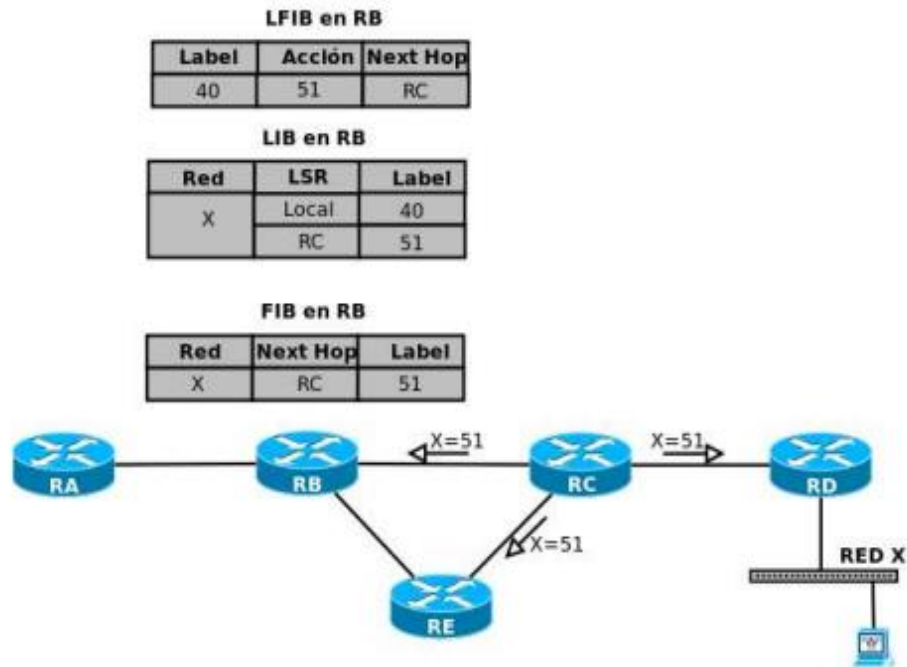 LFIB en RB
Label Acción Next Hop
40 51 RC
LIB en RB
Red LSR Label
X Local 40
RC 51
FIB en RB
Red Next Hop Label
X RC 51
X=51 X=51
RA RB RC RD
X=51
RED X
RE